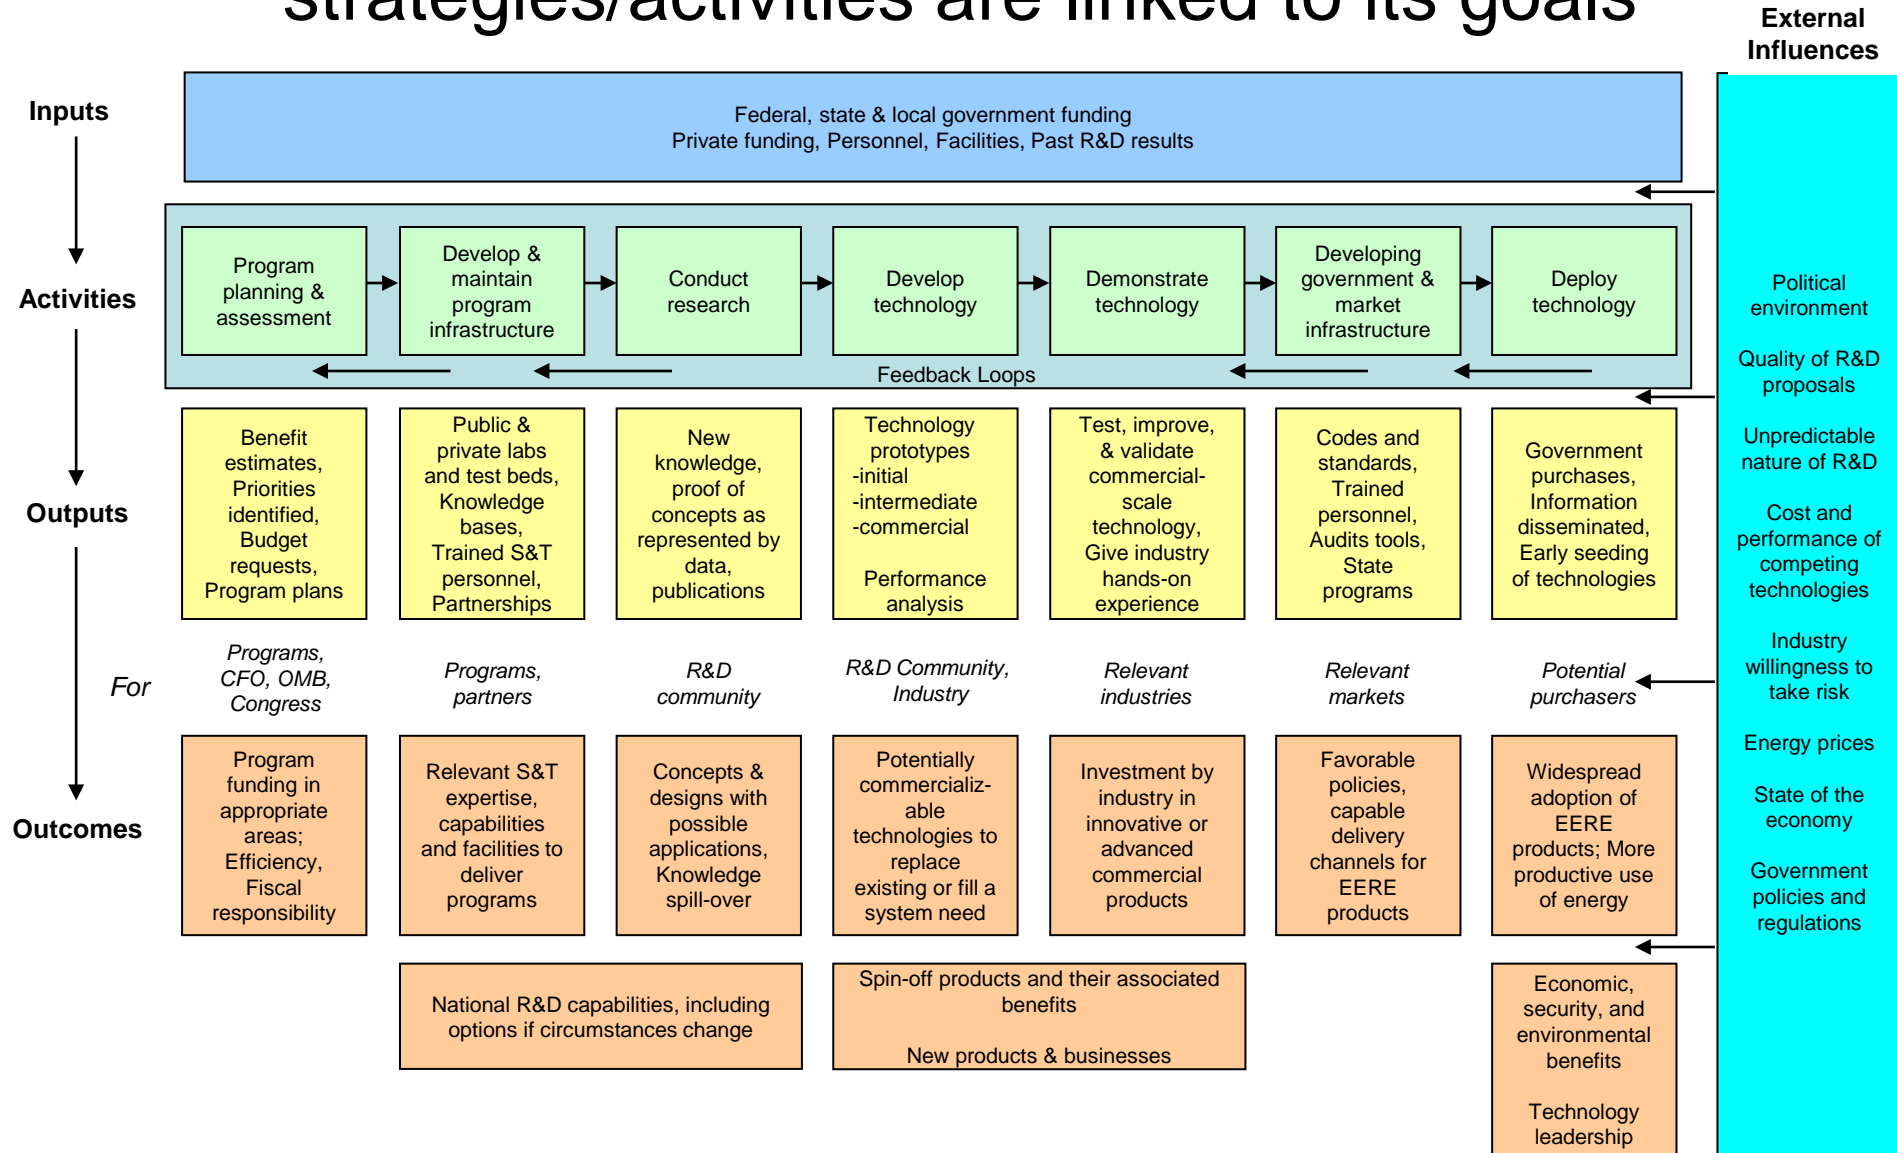 strategies/activities are linked to its goals
External
Influences
Inputs
Federal, state & local government funding
Private funding, Personnel, Facilities, Past R&D results
Activities
Program
planning &
assessment
Develop &
maintain
program
infrastructure
Conduct
research
Develop
technology
Demonstrate
technology
Developing
government &
market
infrastructure
Deploy
technology
Feedback Loops
Outputs
Benefit
estimates,
Priorities
identified,
Budget
requests,
Program plans
Public &
private labs
and test beds,
Knowledge
bases,
Trained S&T
personnel,
Partnerships
New
knowledge,
proof of
concepts as
represented by
data,
publications
Technology
prototypes
-initial
-intermediate
-commercial
Performance
analysis
Test, improve,
& validate
commercial-
scale
technology,
Give industry
hands-on
experience
Codes and
standards,
Trained
personnel,
Audits tools,
State
programs
Government
purchases,
Information
disseminated,
Early seeding
of technologies
For
Programs,
CFO, OMB,
Congress
Programs,
partners
R&D
community
R&D Community,
Industry
Relevant
industries
Relevant
markets
Potential
purchasers
Outcomes
Program
funding in
appropriate
areas;
Efficiency,
Fiscal
responsibility
Relevant S&T
expertise,
capabilities
and facilities to
deliver
programs
Concepts &
designs with
possible
applications,
Knowledge
spill-over
Potentially
commercializ-
able
technologies to
replace
existing or fill a
system need
Investment by
industry in
innovative or
advanced
commercial
products
Favorable
policies,
capable
delivery
channels for
EERE
products
Widespread
adoption of
EERE
products; More
productive use
of energy
National R&D capabilities, including
options if circumstances change
Spin-off products and their associated
benefits
New products & businesses
Economic,
security, and
environmental
benefits
Technology
leadership
Political
environment
Quality of R&D
proposals
Unpredictable
nature of R&D
Cost and
performance of
competing
technologies
Industry
willingness to
take risk
Energy prices
State of the
economy
Government
policies and
regulations